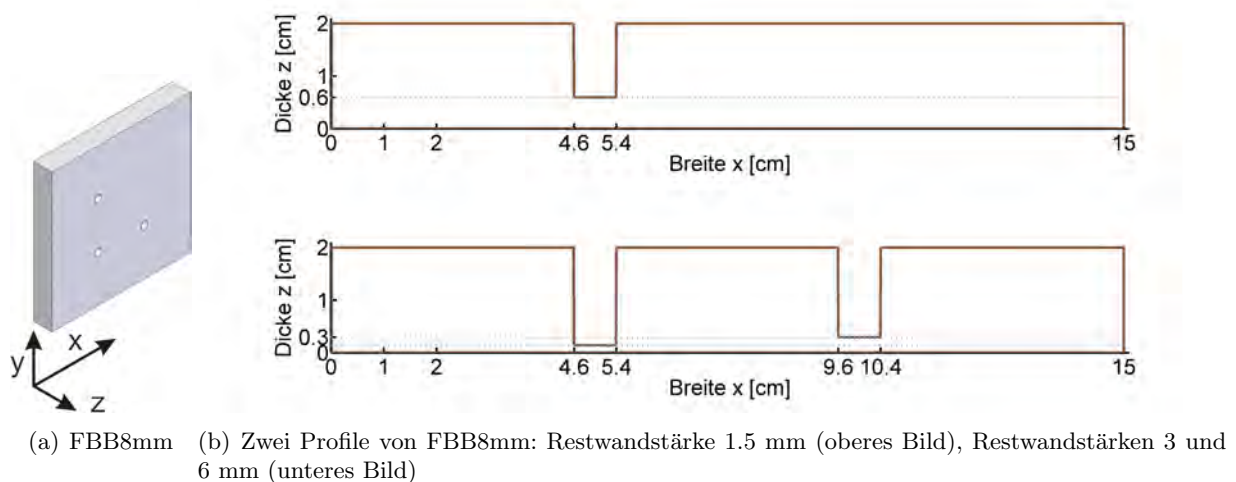 Dicke z [cm]
2
1
0.6
0
0 1 2 4.6 5.4 15
Breite x [cm]
y x z
Dicke z [cm]
2
1
0.3
0
0 1 2 4.6 5.4 9.6 10.4 15
Breite x [cm]
(a) FBB8mm
(b) Zwei Profile von FBB8mm: Restwandstärke 1.5 mm (oberes Bild), Restwandstärken 3 und
6 mm (unteres Bild)